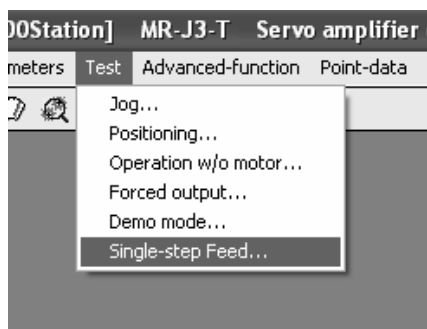 00Station] MR-J3-T Servo amplifier
meters Test Advanced-function Point-data
Jog...
Positioning...
Operation w/o motor...
Forced output...
Demo mode...
Single-step Feed...